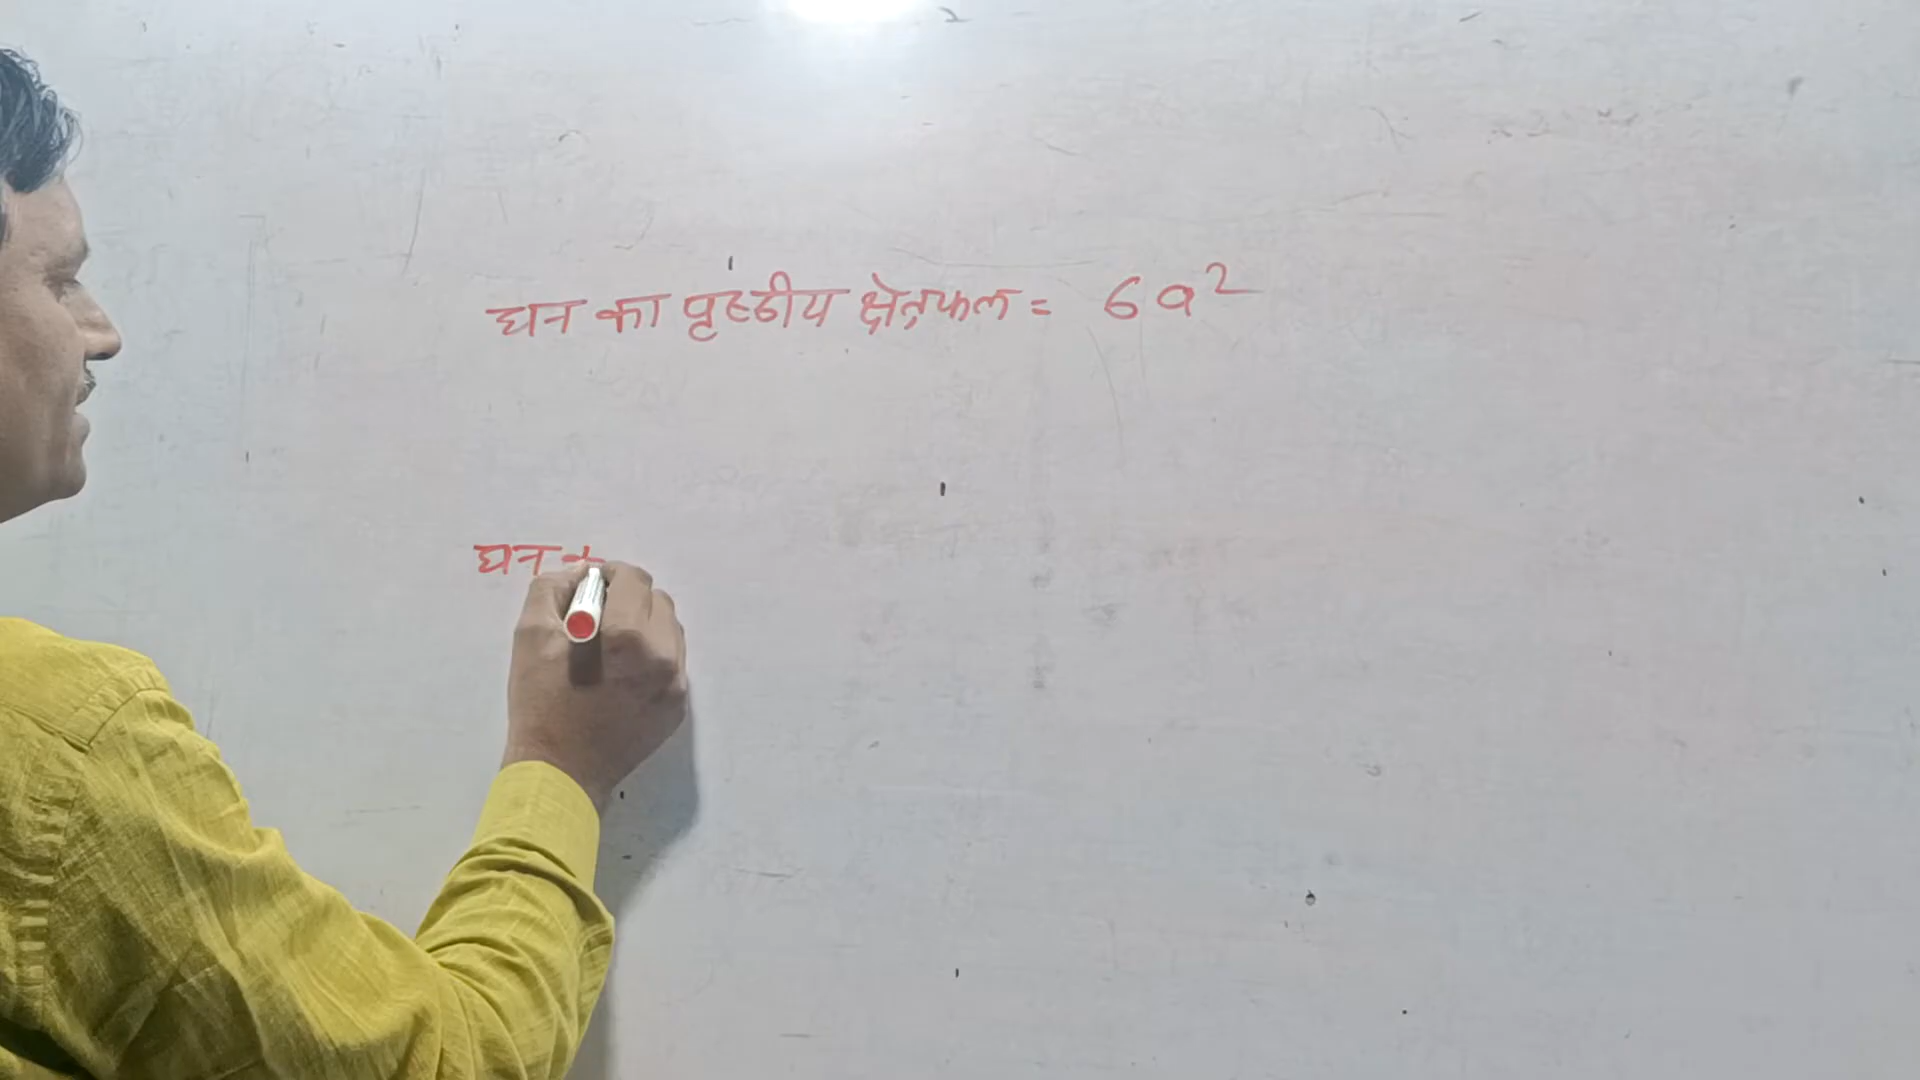 घन का पृष्ठीय क्षेत्रफल = 6a²
घन